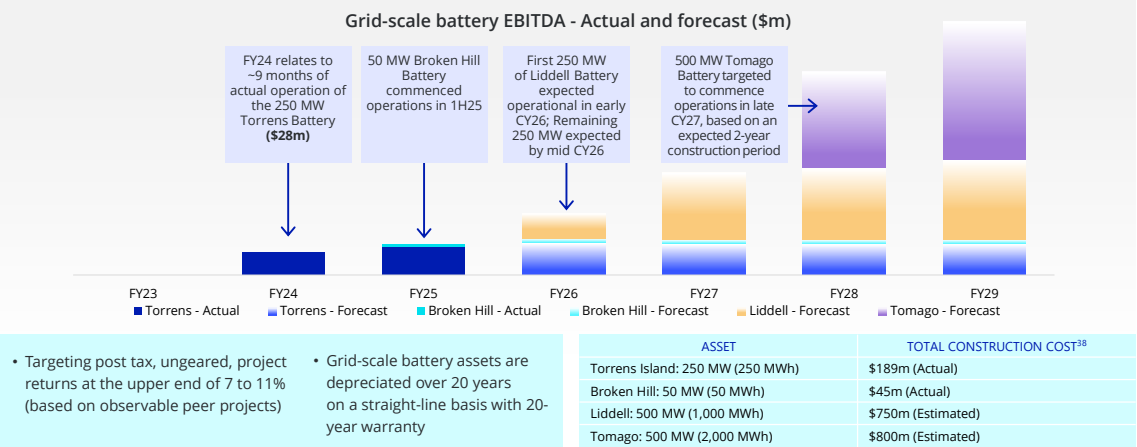 Grid-scale battery EBITDA - Actual and forecast ($m)
FY24 relates to
~9 months of
actual operation of
the 250 MW
Torrens Battery
($28m)
50 MW Broken Hill
Battery
commenced
operations in 1H25
First 250 MW
of Liddell Battery
expected
operational in early
CY26; Remaining
250 MW expected
by mid CY26
500 MW Tomago
Battery targeted
to commence
operations in late
CY27, based on an
expected 2-year
construction period
FY23 FY24 FY25 FY26 FY27 FY28 FY29
Torrens - Actual Torrens - Forecast Broken Hill - Actual Broken Hill - Forecast Liddell - Forecast Tomago - Forecast
• Targeting post tax, ungeared, project
returns at the upper end of 7 to 11%
(based on observable peer projects)
• Grid-scale battery assets are
depreciated over 20 years
on a straight-line basis with 20-
year warranty
ASSET TOTAL CONSTRUCTION COST38
Torrens Island: 250 MW (250 MWh) $189m (Actual)
Broken Hill: 50 MW (50 MWh) $45m (Actual)
Liddell: 500 MW (1,000 MWh) $750m (Estimated)
Tomago: 500 MW (2,000 MWh) $800m (Estimated)